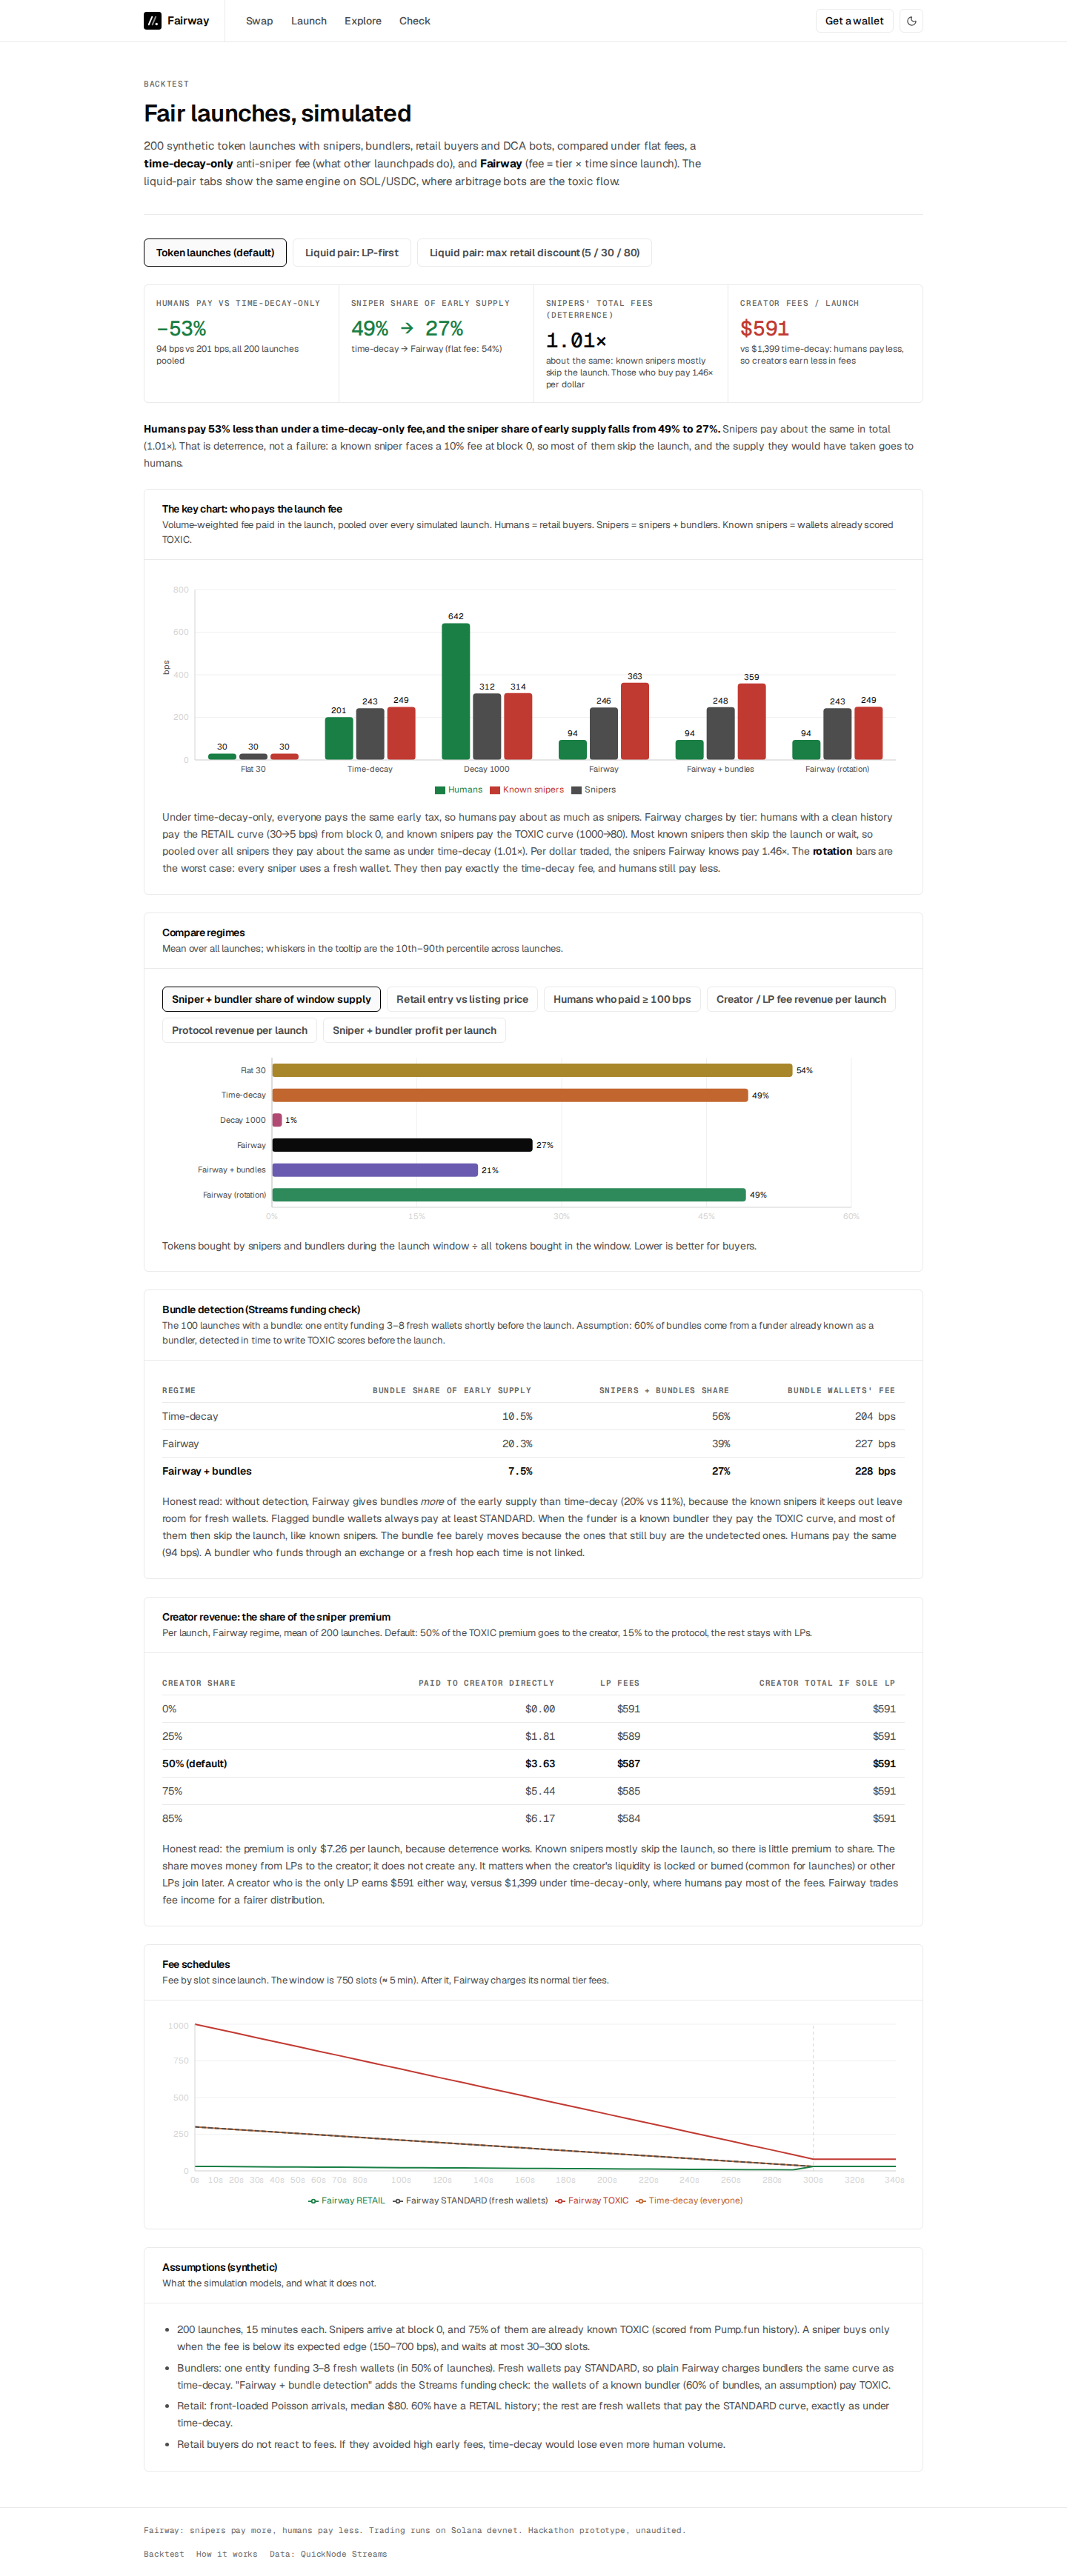 Fairway
Swap
Launch
Explore
Check
Get a wallet
BACKTEST
Fair launches, simulated
200 synthetic token launches with snipers, bundlers, retail buyers and DCA bots, compared under flat fees, a
time-decay-only anti-sniper fee (what other launchpads do), and Fairway (fee = tier × time since launch). The
liquid-pair tabs show the same engine on SOL/USDC, where arbitrage bots are the toxic flow.
Token launches (default)
Liquid pair: LP-first
Liquid pair: max retail discount (5 / 30 / 80)
HUMANS PAY VS TIME-DECAY-ONLY
−53%
94 bps vs 201 bps, all 200 launches
pooled
SNIPER SHARE OF EARLY SUPPLY
49% → 27%
time-decay → Fairway (flat fee: 54%)
SNIPERS' TOTAL FEES
(DETERRENCE)
1.01×
about the same: known snipers mostly
skip the launch. Those who buy pay 1.46×
per dollar
CREATOR FEES / LAUNCH
$591
vs $1,399 time-decay: humans pay less,
so creators earn less in fees
Humans pay 53% less than under a time-decay-only fee, and the sniper share of early supply falls from 49% to 27%. Snipers pay about the same in total
(1.01×). That is deterrence, not a failure: a known sniper faces a 10% fee at block 0, so most of them skip the launch, and the supply they would have taken goes to
humans.
The key chart: who pays the launch fee
Volume-weighted fee paid in the launch, pooled over every simulated launch. Humans = retail buyers. Snipers = snipers + bundlers. Known snipers = wallets already scored
TOXIC.
bps
800
600
400
200
0
30 30 30
201 243 249
642 312 314
94 246 363
94 248 359
94 243 249
Flat 30
Time-decay
Decay 1000
Fairway
Fairway + bundles
Fairway (rotation)
Humans
Known snipers
Snipers
Under time-decay-only, everyone pays the same early tax, so humans pay about as much as snipers. Fairway charges by tier: humans with a clean history
pay the RETAIL curve (30→5 bps) from block 0, and known snipers pay the TOXIC curve (1000→80). Most known snipers then skip the launch or wait, so
pooled over all snipers they pay about the same as under time-decay (1.01×). Per dollar traded, the snipers Fairway knows pay 1.46×. The rotation bars are
the worst case: every sniper uses a fresh wallet. They then pay exactly the time-decay fee, and humans still pay less.
Compare regimes
Mean over all launches; whiskers in the tooltip are the 10th–90th percentile across launches.
Sniper + bundler share of window supply
Retail entry vs listing price
Humans who paid ≥ 100 bps
Creator / LP fee revenue per launch
Protocol revenue per launch
Sniper + bundler profit per launch
Flat 30 54%
Time-decay 49%
Decay 1000 1%
Fairway 27%
Fairway + bundles 21%
Fairway (rotation) 49%
0% 15% 30% 45% 60%
Tokens bought by snipers and bundlers during the launch window ÷ all tokens bought in the window. Lower is better for buyers.
Bundle detection (Streams funding check)
The 100 launches with a bundle: one entity funding 3–8 fresh wallets shortly before the launch. Assumption: 60% of bundles come from a funder already known as a
bundler, detected in time to write TOXIC scores before the launch.
REGIME BUNDLE SHARE OF EARLY SUPPLY SNIPERS + BUNDLES SHARE BUNDLE WALLETS' FEE
Time-decay 10.5% 56% 204 bps
Fairway 20.3% 39% 227 bps
Fairway + bundles 7.5% 27% 228 bps
Honest read: without detection, Fairway gives bundles more of the early supply than time-decay (20% vs 11%), because the known snipers it keeps out leave
room for fresh wallets. Flagged bundle wallets always pay at least STANDARD. When the funder is a known bundler they pay the TOXIC curve, and most of
them then skip the launch, like known snipers. The bundle fee barely moves because the ones that still buy are the undetected ones. Humans pay the same
(94 bps). A bundler who funds through an exchange or a fresh hop each time is not linked.
Creator revenue: the share of the sniper premium
Per launch, Fairway regime, mean of 200 launches. Default: 50% of the TOXIC premium goes to the creator, 15% to the protocol, the rest stays with LPs.
CREATOR SHARE PAID TO CREATOR DIRECTLY LP FEES CREATOR TOTAL IF SOLE LP
0% $0.00 $591 $591
25% $1.81 $589 $591
50% (default) $3.63 $587 $591
75% $5.44 $585 $591
85% $6.17 $584 $591
Honest read: the premium is only $7.26 per launch, because deterrence works. Known snipers mostly skip the launch, so there is little premium to share. The
share moves money from LPs to the creator; it does not create any. It matters when the creator's liquidity is locked or burned (common for launches) or other
LPs join later. A creator who is the only LP earns $591 either way, versus $1,399 under time-decay-only, where humans pay most of the fees. Fairway trades
fee income for a fairer distribution.
Fee schedules
Fee by slot since launch. The window is 750 slots (≈ 5 min). After it, Fairway charges its normal tier fees.
1000
750
500
250
0
0s 10s 20s 30s 40s 50s 60s 70s 80s 100s 120s 140s 160s 180s 200s 220s 240s 260s 280s 300s 320s 340s
Fairway RETAIL
Fairway STANDARD (fresh wallets)
Fairway TOXIC
Time-decay (everyone)
Assumptions (synthetic)
What the simulation models, and what it does not.
• 200 launches, 15 minutes each. Snipers arrive at block 0, and 75% of them are already known TOXIC (scored from Pump.fun history). A sniper buys only
when the fee is below its expected edge (150–700 bps), and waits at most 30–300 slots.
• Bundlers: one entity funding 3–8 fresh wallets (in 50% of launches). Fresh wallets pay STANDARD, so plain Fairway charges bundlers the same curve as
time-decay. "Fairway + bundle detection" adds the Streams funding check: the wallets of a known bundler (60% of bundles, an assumption) pay TOXIC.
• Retail: front-loaded Poisson arrivals, median $80. 60% have a RETAIL history; the rest are fresh wallets that pay the STANDARD curve, exactly as under
time-decay.
• Retail buyers do not react to fees. If they avoided high early fees, time-decay would lose even more human volume.
Fairway: snipers pay more, humans pay less. Trading runs on Solana devnet. Hackathon prototype, unaudited.
Backtest
How it works
Data: QuickNode Streams